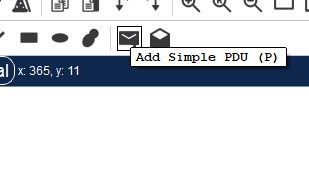 Add Simple PDU (P)
al x: 365, y: 11